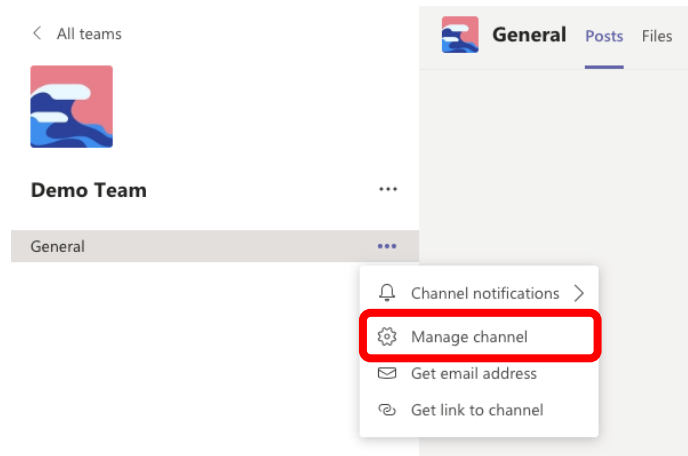 All teams
General Posts Files
Demo Team
General
Channel notifications
Manage channel
Get email address
Get link to channel